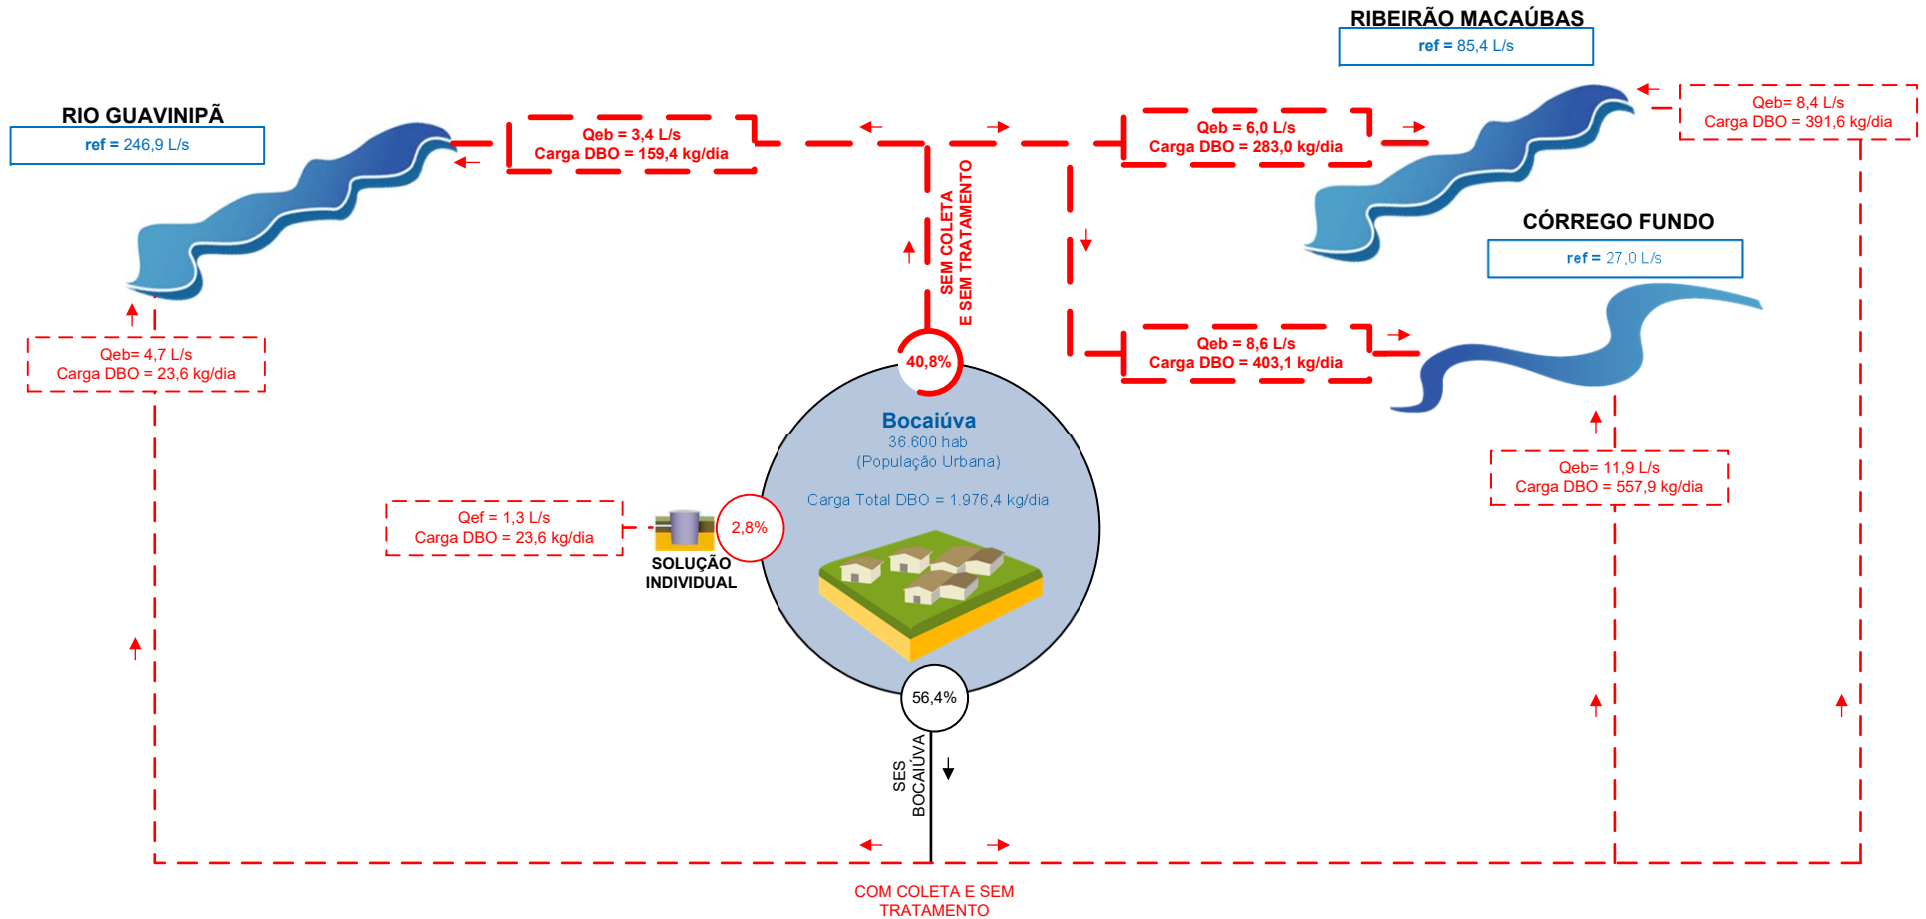 RIBEIRÃO MACAÚBAS
ref = 85,4 L/s
RIO GUAVINIPÃ
ref = 246,9 L/s
Qeb = 3,4 L/s
Carga DBO = 159,4 kg/dia
Qeb = 6,0 L/s
Carga DBO = 283,0 kg/dia
Qeb= 8,4 L/s
Carga DBO = 391,6 kg/dia
SEM COLETA
E SEM TRATAMENTO
CÓRREGO FUNDO
ref = 27,0 L/s
Qeb= 4,7 L/s
Carga DBO = 23,6 kg/dia
Qeb = 8,6 L/s
Carga DBO = 403,1 kg/dia
40,8%
Bocaiúva
36.600 hab
(População Urbana)
Carga Total DBO = 1.976,4 kg/dia
Qeb= 11,9 L/s
Carga DBO = 557,9 kg/dia
Qef = 1,3 L/s
Carga DBO = 23,6 kg/dia
2,8%
SOLUÇÃO
INDIVIDUAL
56,4%
SES
BOCAIÚVA
COM COLETA E SEM
TRATAMENTO